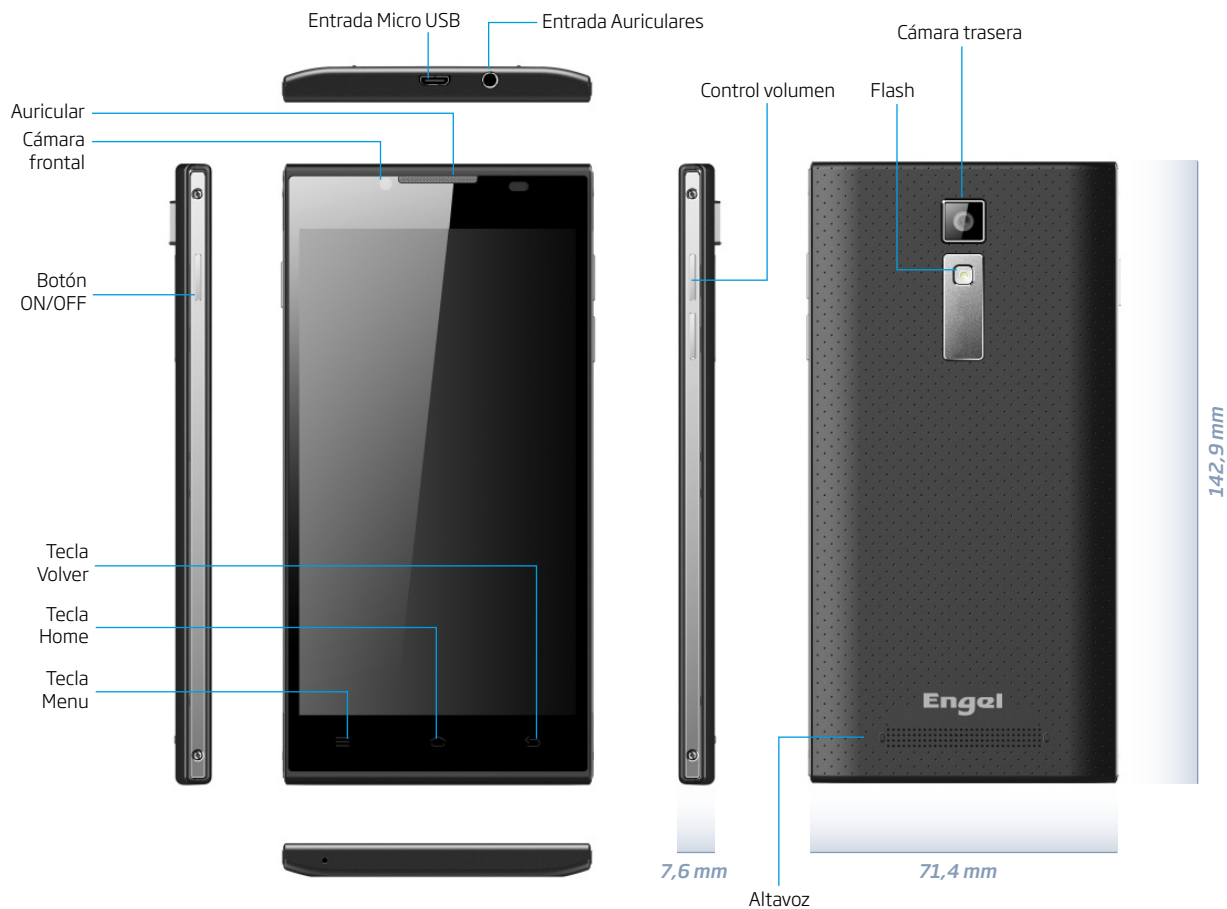 Entrada Micro USB
Entrada Auriculares
Cámara trasera
Control volumen
Flash
Auricular
Cámara
frontal
Botón
ON/OFF
142,9 mm
Tecla
Volver
Tecla
Home
Tecla
Menu
Engel
Altavoz
7,6 mm
71,4 mm